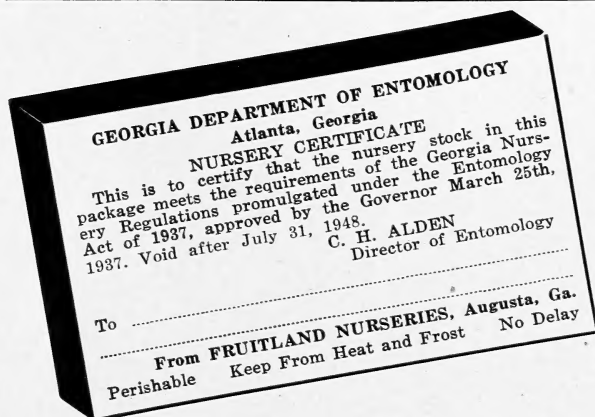 GEORGIA DEPARTMENT OF ENTOMOLOGY
Atlanta, Georgia
NURSERY CERTIFICATE
This is to certify that the nursery stock in this
package meets the requirements of the Georgia Nurs-
ery Regulations promulgated under the Entomology
Act of 1937, approved by the Governor March 25th,
1937. Void after July 31, 1948.
C. H. ALDEN
Director of Entomology
To
From FRUITLAND NURSERIES, Augusta, Ga.
Perishable Keep From Heat and Frost No Delay